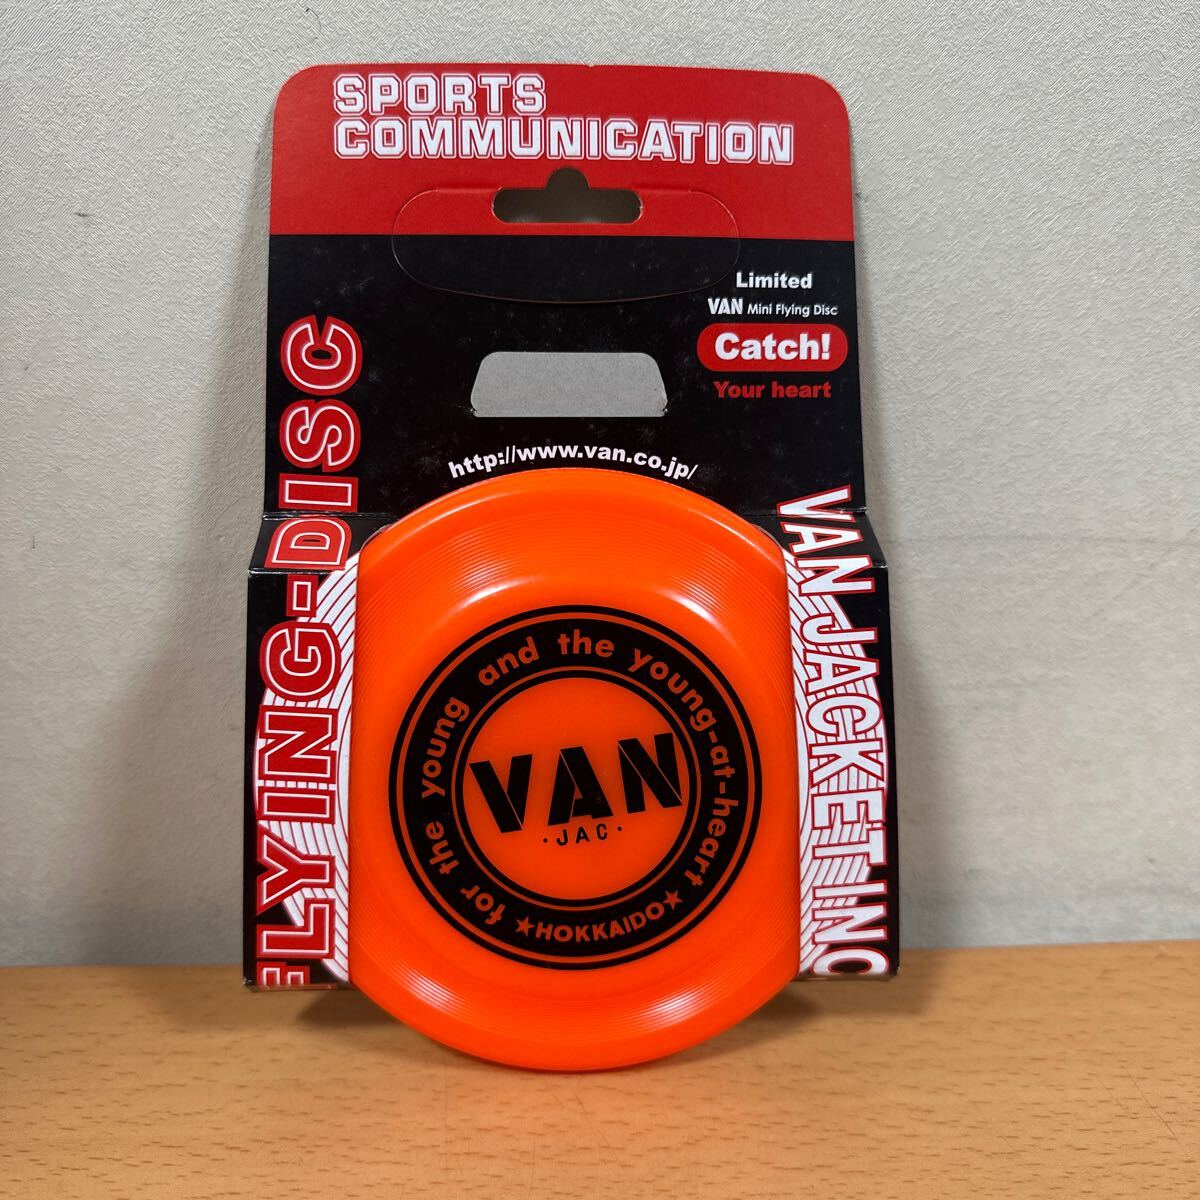 SPORTS
COMMUNICATION
Limited
VAN Mini Flying Disc
Catch!
Your heart
http://www.van.co.jp/
FLYING-DISC
VAN JACKET INC
for the young and the young-at-heart
VAN
・JAC・
★HOKKAIDO★